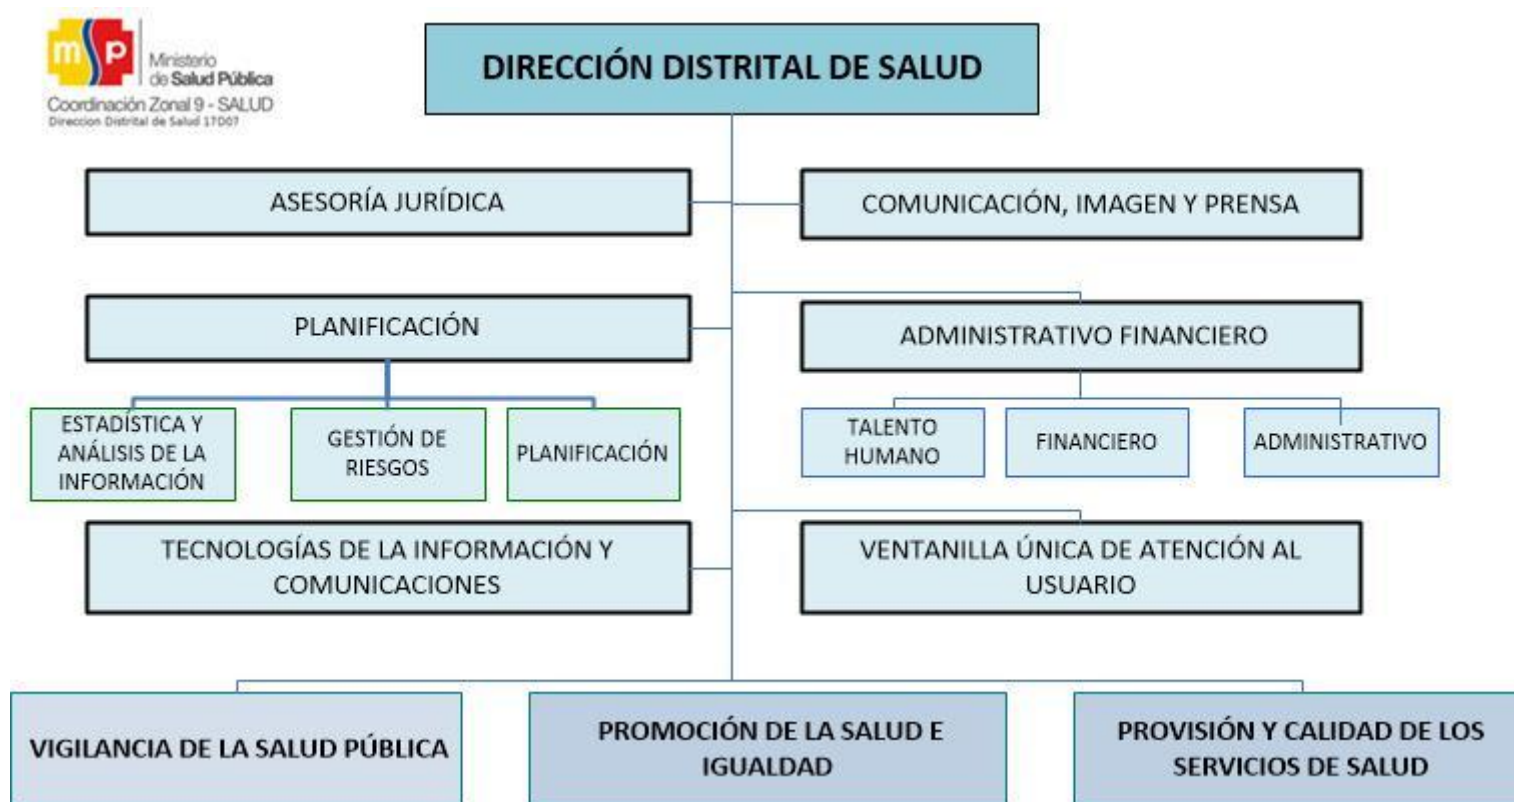 msp
Ministerio
de Salud Pública
Coordinación Zonal 9 - SALUD
Direccion Distrital de Salud 17D07
DIRECCIÓN DISTRITAL DE SALUD
ASESORÍA JURÍDICA
COMUNICACIÓN, IMAGEN Y PRENSA
PLANIFICACIÓN
ADMINISTRATIVO FINANCIERO
ESTADÍSTICA Y
ANÁLISIS DE LA
INFORMACIÓN
GESTIÓN DE
RIESGOS
PLANIFICACIÓN
TALENTO
HUMANO
FINANCIERO
ADMINISTRATIVO
TECNOLOGÍAS DE LA INFORMACIÓN Y
COMUNICACIONES
VENTANILLA ÚNICA DE ATENCIÓN AL
USUARIO
VIGILANCIA DE LA SALUD PÚBLICA
PROMOCIÓN DE LA SALUD E
IGUALDAD
PROVISIÓN Y CALIDAD DE LOS
SERVICIOS DE SALUD